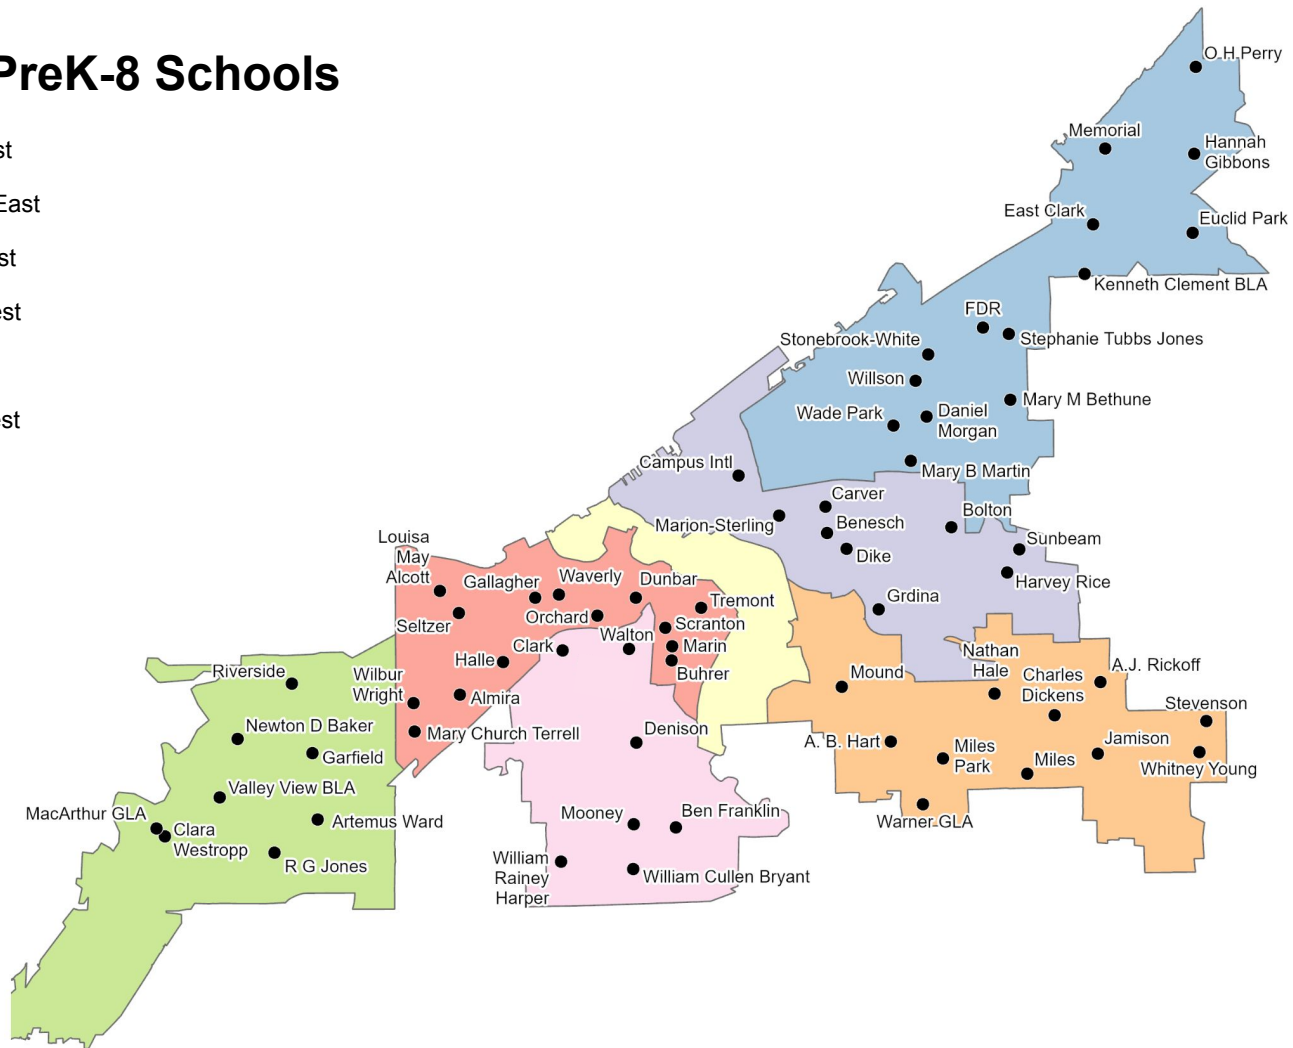 PreK-8 Schools
st
East
st
est
est
O H Perry
Memorial
Hannah
Gibbons
East Clark
Euclid Park
Kenneth Clement BLA
FDR
Stephanie Tubbs Jones
Stonebrook-White
Willson
Mary M Bethune
Wade Park
Daniel
Morgan
Campus Intl
Mary B Martin
Carver
Marion-Sterling
Benesch
Bolton
Dike
Sunbeam
Harvey Rice
Grdina
Louisa
May
Alcott
Gallagher
Waverly
Dunbar
Tremont
Seltzer
Orchard
Scranton
Walton
Clark
Marin
Halle
Buhrer
Wilbur
Wright
Almira
Mary Church Terrell
Riverside
Newton D Baker
Garfield
Valley View BLA
MacArthur GLA
Clara
Westropp
Artemus Ward
R G Jones
Denison
Mooney
Ben Franklin
William
Rainey
Harper
William Cullen Bryant
Nathan
Hale
Mound
Charles
Dickens
A.J. Rickoff
Stevenson
A. B. Hart
Miles
Park
Miles
Jamison
Whitney Young
Warner GLA